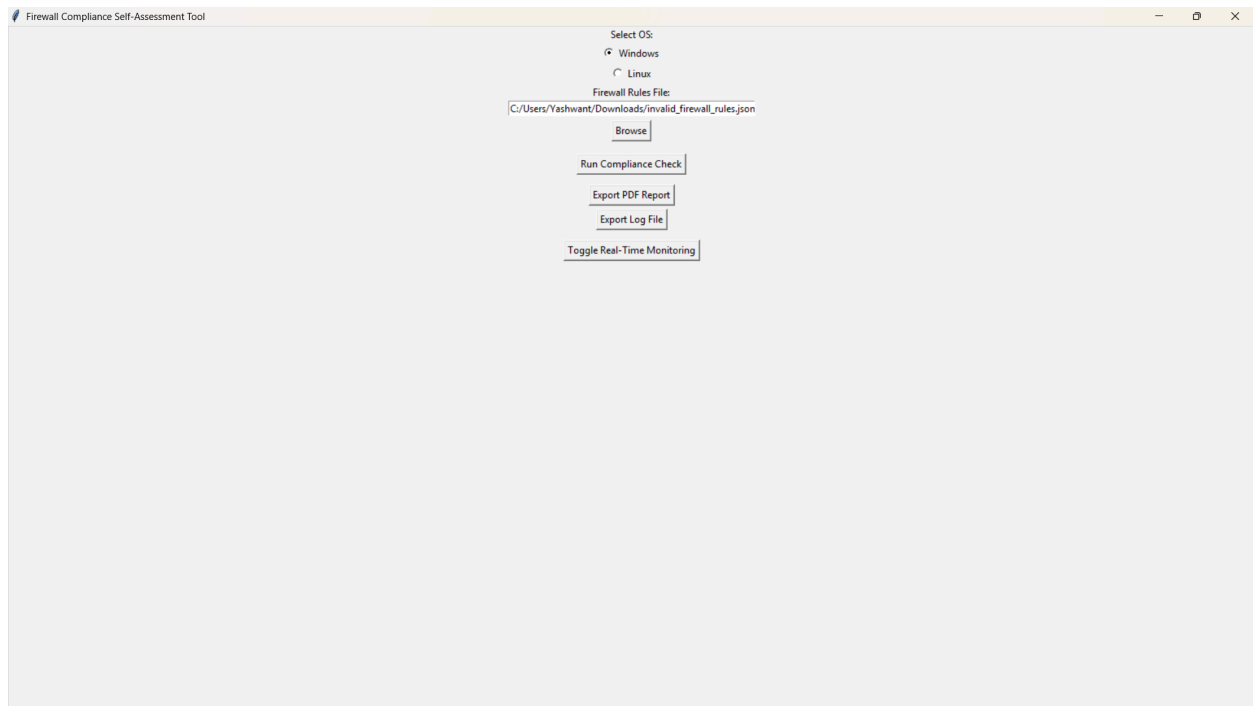 Firewall Compliance Self-Assessment Tool
Select OS:
Windows
Linux
Firewall Rules File:
C:/Users/Yashwant/Downloads/invalid_firewall_rules.json
Browse
Run Compliance Check
Export PDF Report
Export Log File
Toggle Real-Time Monitoring